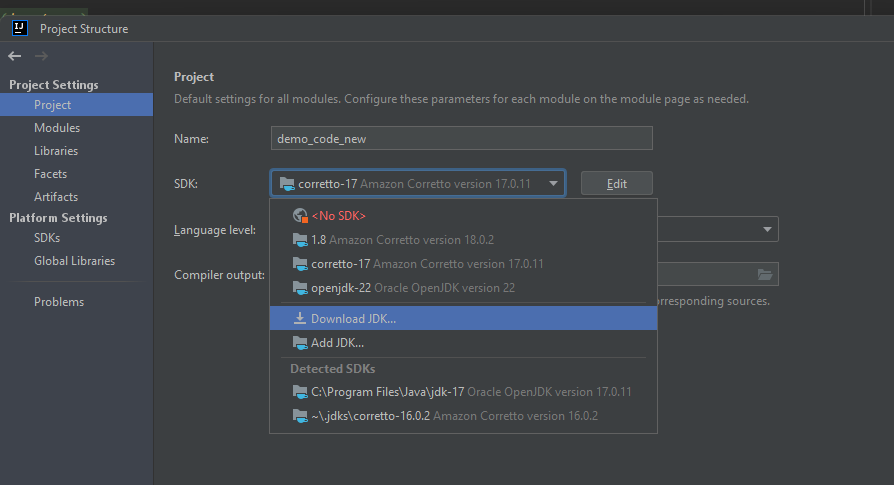 IJ Project Structure
Project Settings
Project
Modules
Libraries
Facets
Artifacts
Platform Settings
SDKs
Global Libraries
Problems
Project
Default settings for all modules. Configure these parameters for each module on the module page as needed.
Name: demo_code_new
SDK: corretto-17 Amazon Corretto version 17.0.11 Edit
<No SDK>
Language level:
1.8 Amazon Corretto version 18.0.2
corretto-17 Amazon Corretto version 17.0.11
Compiler output:
openjdk-22 Oracle OpenJDK version 22
orresponding sources.
Download JDK...
Add JDK...
Detected SDKs
C:\Program Files\Java\jdk-17 Oracle OpenJDK version 17.0.11
~\.jdks\corretto-16.0.2 Amazon Corretto version 16.0.2